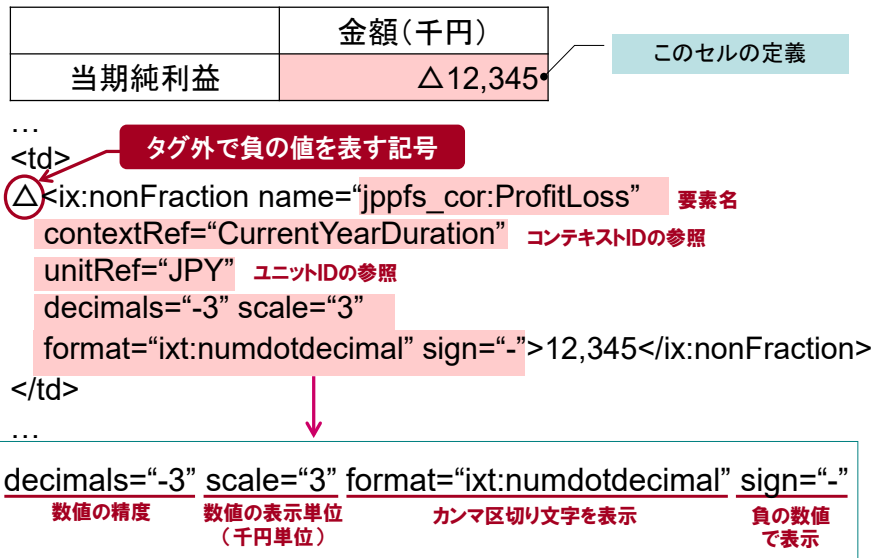 金額(千円)
当期純利益 △12,345
このセルの定義
…
<td>
タグ外で負の値を表す記号
△<ix:nonFraction name=“jppfs_cor:ProfitLoss” 要素名
contextRef=“CurrentYearDuration” コンテキストIDの参照
unitRef=“JPY” ユニットIDの参照
decimals=“-3” scale=“3”
format=“ixt:numdotdecimal” sign=“-”>12,345</ix:nonFraction>
</td>
…
decimals=“-3” scale=“3” format=“ixt:numdotdecimal” sign=“-”
数値の精度 数値の表示単位 カンマ区切り文字を表示 負の数値
(千円単位) で表示